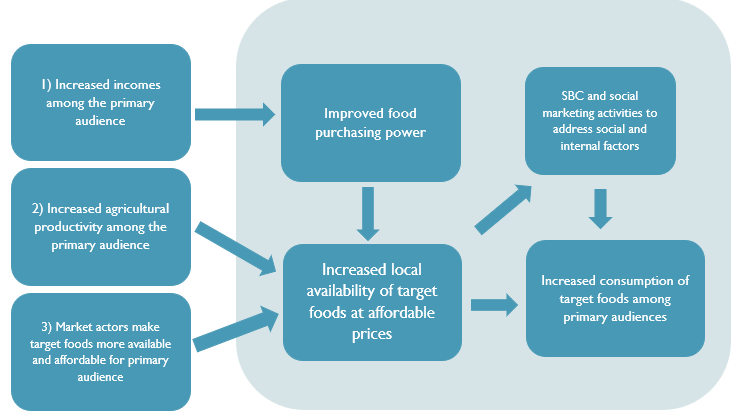 1) Increased incomes
among the primary
audience
Improved food
purchasing power
SBC and social
marketing activities to
address social and
internal factors
2) Increased agricultural
productivity among the
primary audience
Increased local
availability of target
foods at affordable
prices
Increased consumption of
target foods among
primary audiences
3) Market actors make
target foods more available
and affordable for primary
audience